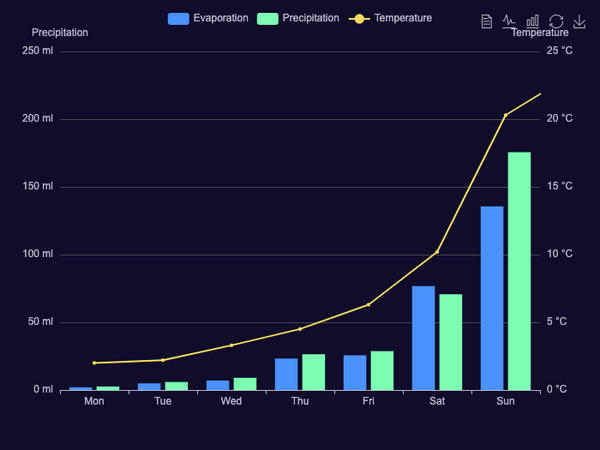 Evaporation Precipitation Temperature
Precipitation Temperature
250 ml 25 °C
200 ml 20 °C
150 ml 15 °C
100 ml 10 °C
50 ml 5 °C
0 ml 0 °C
Mon Tue Wed Thu Fri Sat Sun